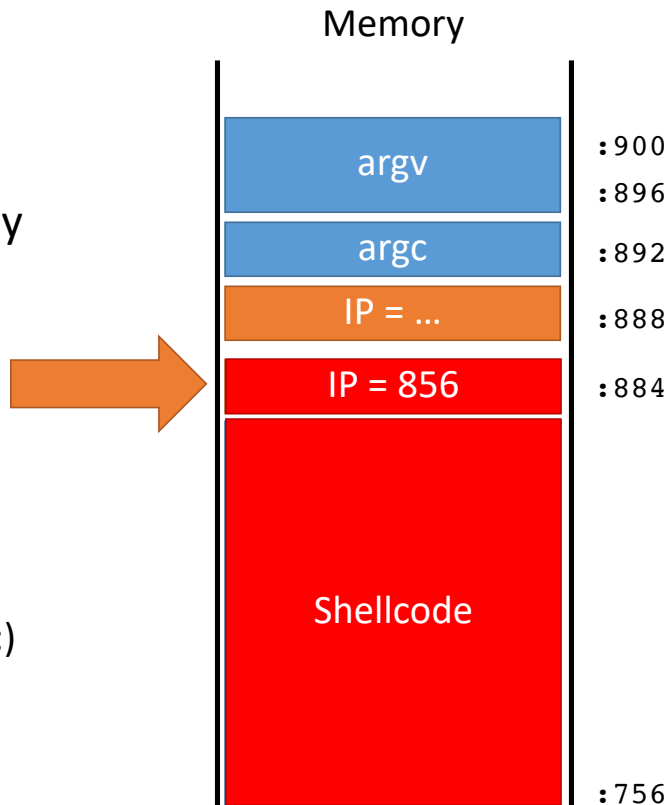 Memory
argv
:900
:896
y
argc
:892
IP = ...
:888
IP = 856
:884
Shellcode
)
:756